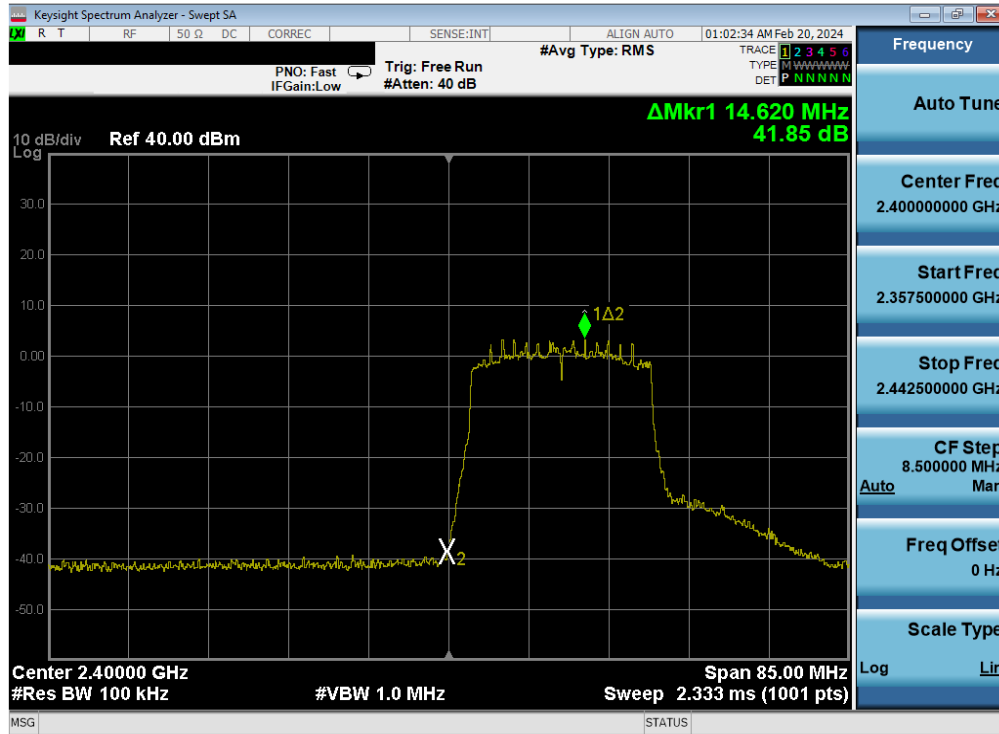 Keysight Spectrum Analyzer - Swept SA
LXI R T RF 50 Ω DC CORREC SENSE:INT ALIGN AUTO 01:02:34 AM Feb 20, 2024
#Avg Type: RMS
TRACE 1 2 3 4 5 6
PNO: Fast Trig: Free Run
TYPE M WWWWW
IFGain:Low #Atten: 40 dB
DET P N N N N N
ΔMkr1 14.620 MHz
41.85 dB
10 dB/div Ref 40.00 dBm
Log
30.0
20.0
10.0
1Δ2
0.00
-10.0
-20.0
-30.0
-40.0
X2
-50.0
Center 2.40000 GHz Span 85.00 MHz
#Res BW 100 kHz #VBW 1.0 MHz Sweep 2.333 ms (1001 pts)
MSG STATUS
Frequency
Auto Tune
Center Freq
2.400000000 GHz
Start Freq
2.357500000 GHz
Stop Freq
2.442500000 GHz
CF Step
8.500000 MHz
Auto Man
Freq Offset
0 Hz
Scale Type
Log Lin